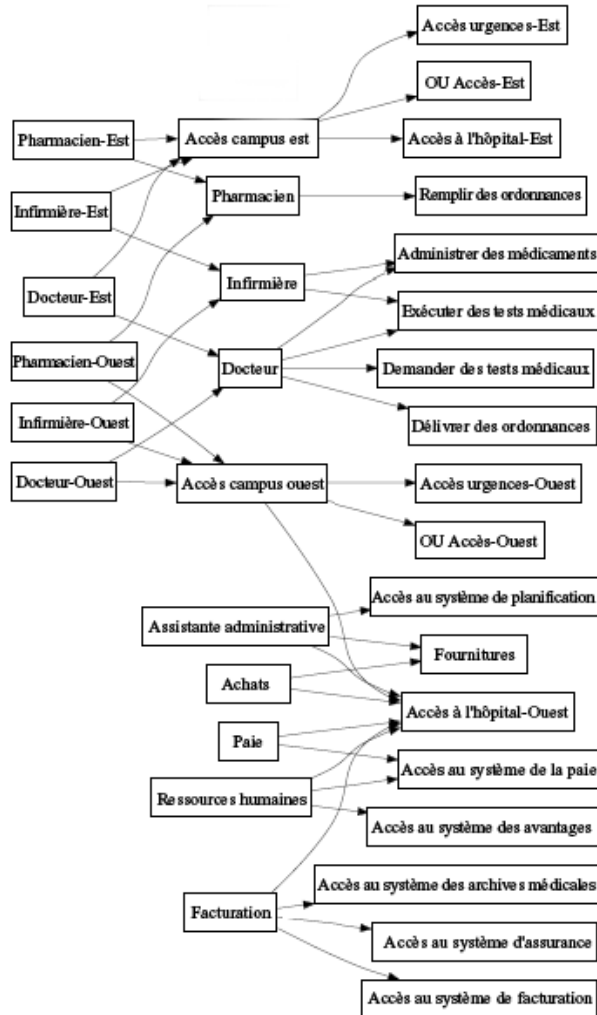 Accès urgences-Est
OU Accès-Est
Pharmacien-Est
Accès campus est
Accès à l'hôpital-Est
Pharmacien
Remplir des ordonnances
Infirmière-Est
Administrer des médicaments
Infirmière
Docteur-Est
Exécuter des tests médicaux
Pharmacien-Ouest
Docteur
Demander des tests médicaux
Infirmière-Ouest
Délivrer des ordonnances
Docteur-Ouest
Accès campus ouest
Accès urgences-Ouest
OU Accès-Ouest
Accès au système de planification
Assistante administrative
Fournitures
Achats
Accès à l'hôpital-Ouest
Paie
Accès au système de la paie
Ressources humaines
Accès au système des avantages
Accès au système des archives médicales
Facturation
Accès au système d'assurance
Accès au système de facturation